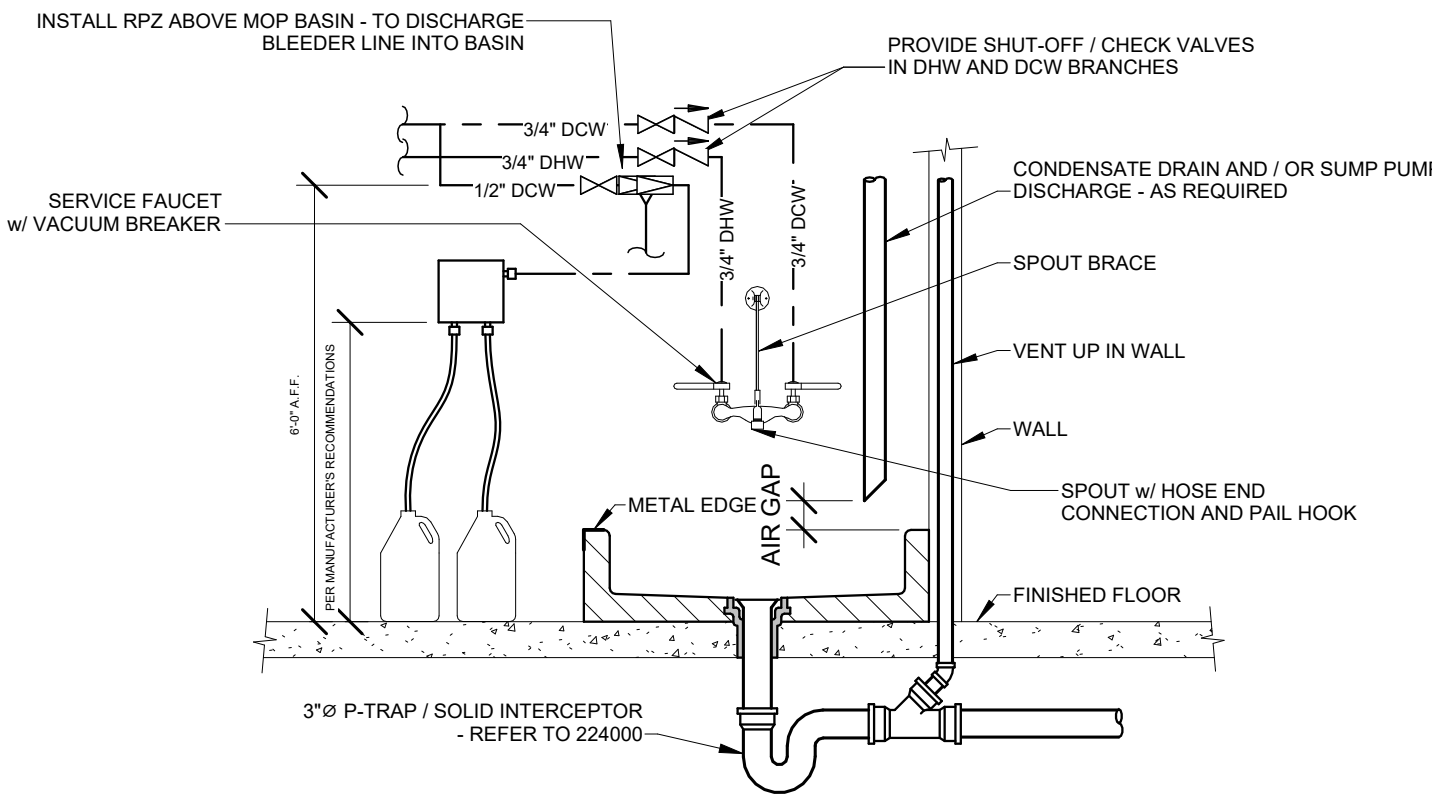 INSTALL RPZ ABOVE MOP BASIN - TO DISCHARGE
BLEEDER LINE INTO BASIN
PROVIDE SHUT-OFF / CHECK VALVES
IN DHW AND DCW BRANCHES
3/4" DCW
3/4" DHW
1/2" DCW
SERVICE FAUCET
w/ VACUUM BREAKER
3/4" DHW
3/4" DCW
CONDENSATE DRAIN AND / OR SUMP PUMP
DISCHARGE - AS REQUIRED
SPOUT BRACE
VENT UP IN WALL
WALL
6'-0" A.F.F.
PER MANUFACTURER'S RECOMMENDATIONS
METAL EDGE
AIR GAP
SPOUT w/ HOSE END
CONNECTION AND PAIL HOOK
FINISHED FLOOR
3"Ø P-TRAP / SOLID INTERCEPTOR
- REFER TO 224000